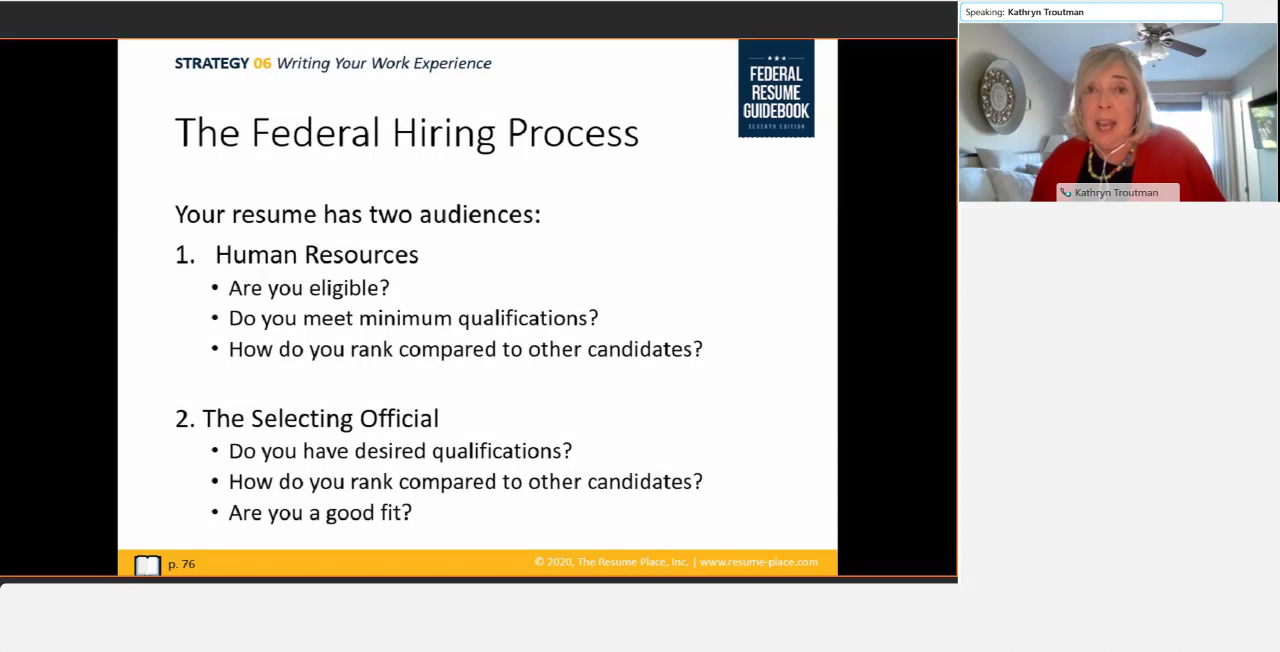 Speaking: Kathryn Troutman
STRATEGY 06 Writing Your Work Experience
FEDERAL
RESUME
GUIDEBOOK
SEVENTH EDITION
The Federal Hiring Process
Your resume has two audiences:
1. Human Resources
• Are you eligible?
• Do you meet minimum qualifications?
• How do you rank compared to other candidates?
2. The Selecting Official
• Do you have desired qualifications?
• How do you rank compared to other candidates?
• Are you a good fit?
p. 76
© 2020, The Resume Place, Inc. | www.resume-place.com
Kathryn Troutman